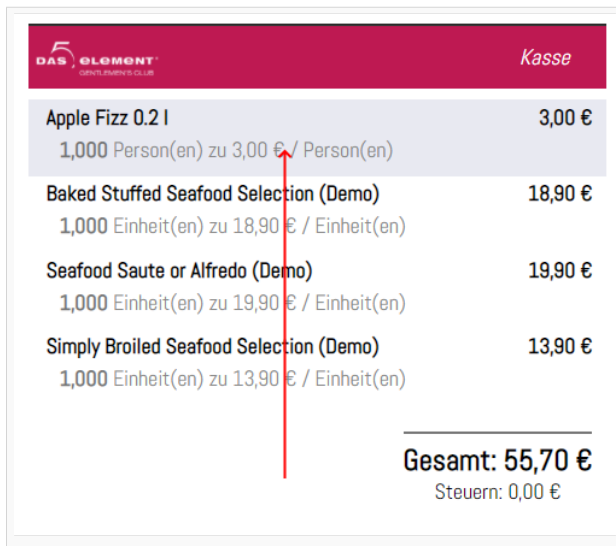 DAS 5 element
GENTLEMEN'S CLUB
Kasse
Apple Fizz 0.2 l 3,00 €
1,000 Person(en) zu 3,00 € / Person(en)
Baked Stuffed Seafood Selection (Demo) 18,90 €
1,000 Einheit(en) zu 18,90 € / Einheit(en)
Seafood Saute or Alfredo (Demo) 19,90 €
1,000 Einheit(en) zu 19,90 € / Einheit(en)
Simply Broiled Seafood Selection (Demo) 13,90 €
1,000 Einheit(en) zu 13,90 € / Einheit(en)
Gesamt: 55,70 €
Steuern: 0,00 €